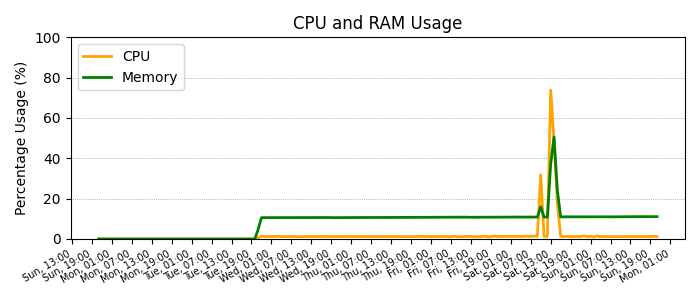 CPU and RAM Usage
Percentage Usage (%)
100
80
60
40
20
0
CPU
Memory
Sun, 13:00
Sun, 19:00
Mon, 01:00
Mon, 07:00
Mon, 13:00
Mon, 19:00
Tue, 01:00
Tue, 07:00
Tue, 13:00
Tue, 19:00
Wed, 01:00
Wed, 07:00
Wed, 13:00
Wed, 19:00
Thu, 01:00
Thu, 07:00
Thu, 13:00
Thu, 19:00
Fri, 01:00
Fri, 07:00
Fri, 13:00
Fri, 19:00
Sat, 01:00
Sat, 07:00
Sat, 13:00
Sat, 19:00
Sun, 01:00
Sun, 07:00
Sun, 13:00
Sun, 19:00
Mon, 01:00